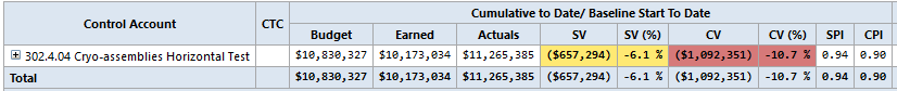 Control Account CTC Cumulative to Date/ Baseline Start To Date
Budget Earned Actuals SV SV (%) CV CV (%) SPI CPI
302.4.04 Cryo-assemblies Horizontal Test $10,830,327 $10,173,034 $11,265,385 ($657,294) -6.1 % ($1,092,351) -10.7 % 0.94 0.90
Total $10,830,327 $10,173,034 $11,265,385 ($657,294) -6.1 % ($1,092,351) -10.7 % 0.94 0.90